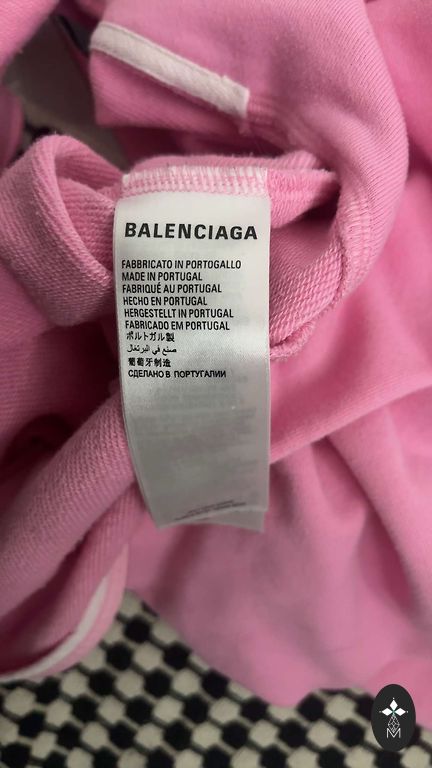 BALENCIAGA
FABBRICATO IN PORTOGALLO
MADE IN PORTUGAL
FABRIQUÉ AU PORTUGAL
HECHO EN PORTUGAL
HERGESTELLT IN PORTUGAL
FABRICADO EM PORTUGAL
ポルトガル製
صنع في البرتغال
葡萄牙制造
СДЕЛАНО В ПОРТУГАЛИИ